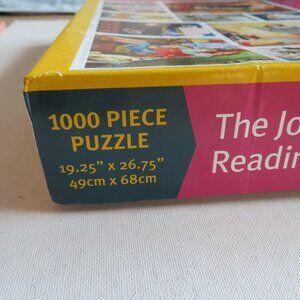 1000 PIECE
PUZZLE
19.25” x 26.75”
49cm x 68cm
The Jo
Readin